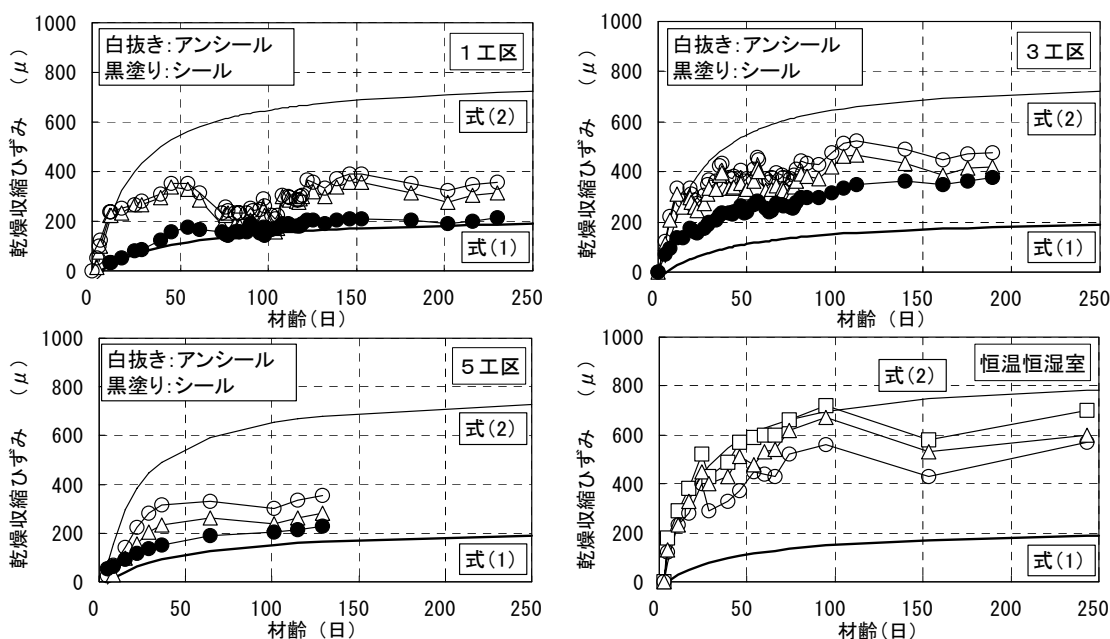 1000
800
600
400
200
0
乾燥収縮ひずみ (μ)
白抜き:アンシール
黒塗り:シール
1工区
式(2)
式(1)
0 50 100 150 200 250
材齢(日)
1000
800
600
400
200
0
乾燥収縮ひずみ (μ)
白抜き:アンシール
黒塗り:シール
3工区
式(2)
式(1)
0 50 100 150 200 250
材齢(日)
1000
800
600
400
200
0
乾燥収縮ひずみ (μ)
白抜き:アンシール
黒塗り:シール
5工区
式(2)
式(1)
0 50 100 150 200 250
材齢 (日)
1000
800
600
400
200
0
乾燥収縮ひずみ (μ)
式(2)
恒温恒湿室
式(1)
0 50 100 150 200 250
材齢(日)